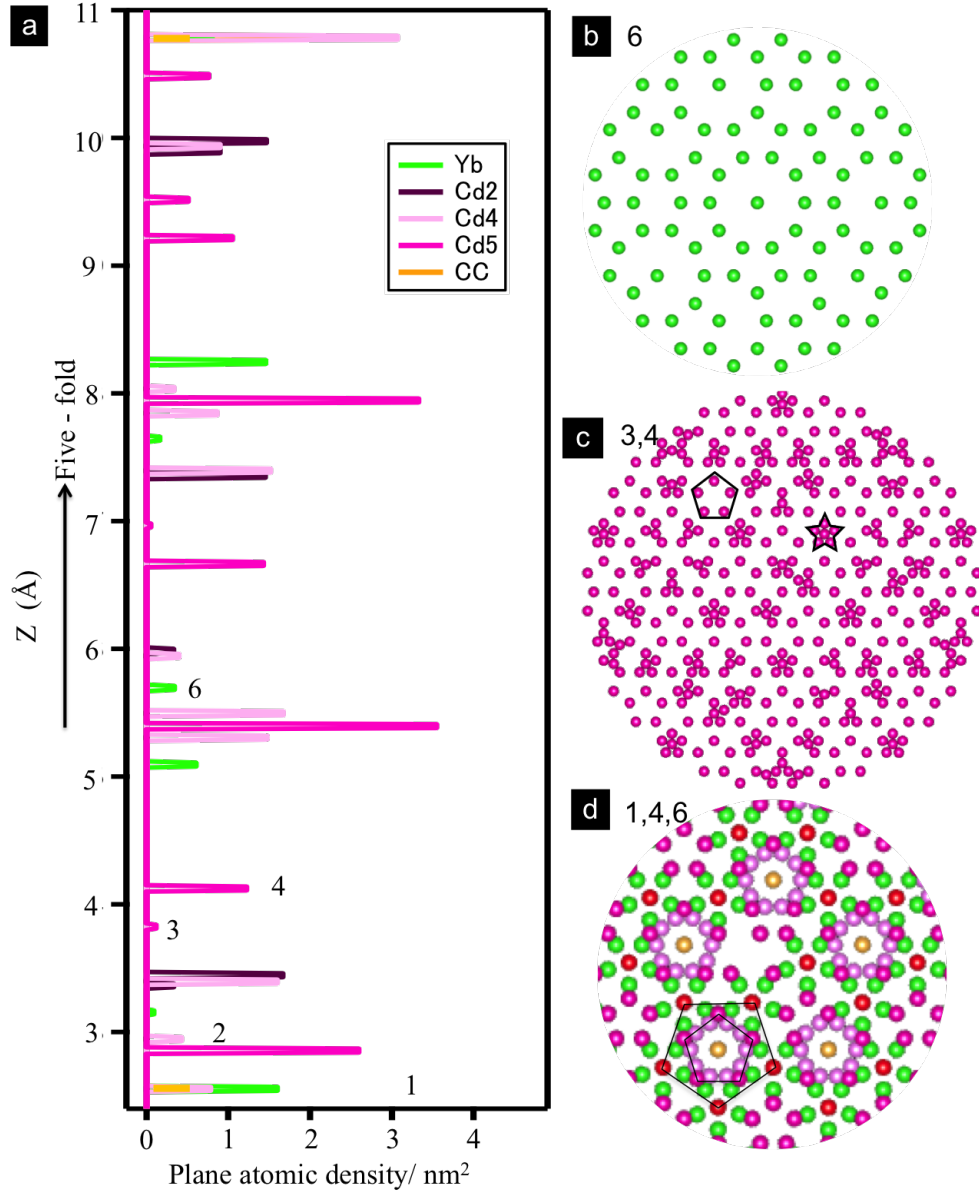 a
11
10
9
8
7
6
5
4
3
Z (Å)
Five - fold
Yb
Cd2
Cd4
Cd5
CC
6
4
3
2
1
0 1 2 3 4
Plane atomic density/ nm²
b 6
c 3,4
d 1,4,6